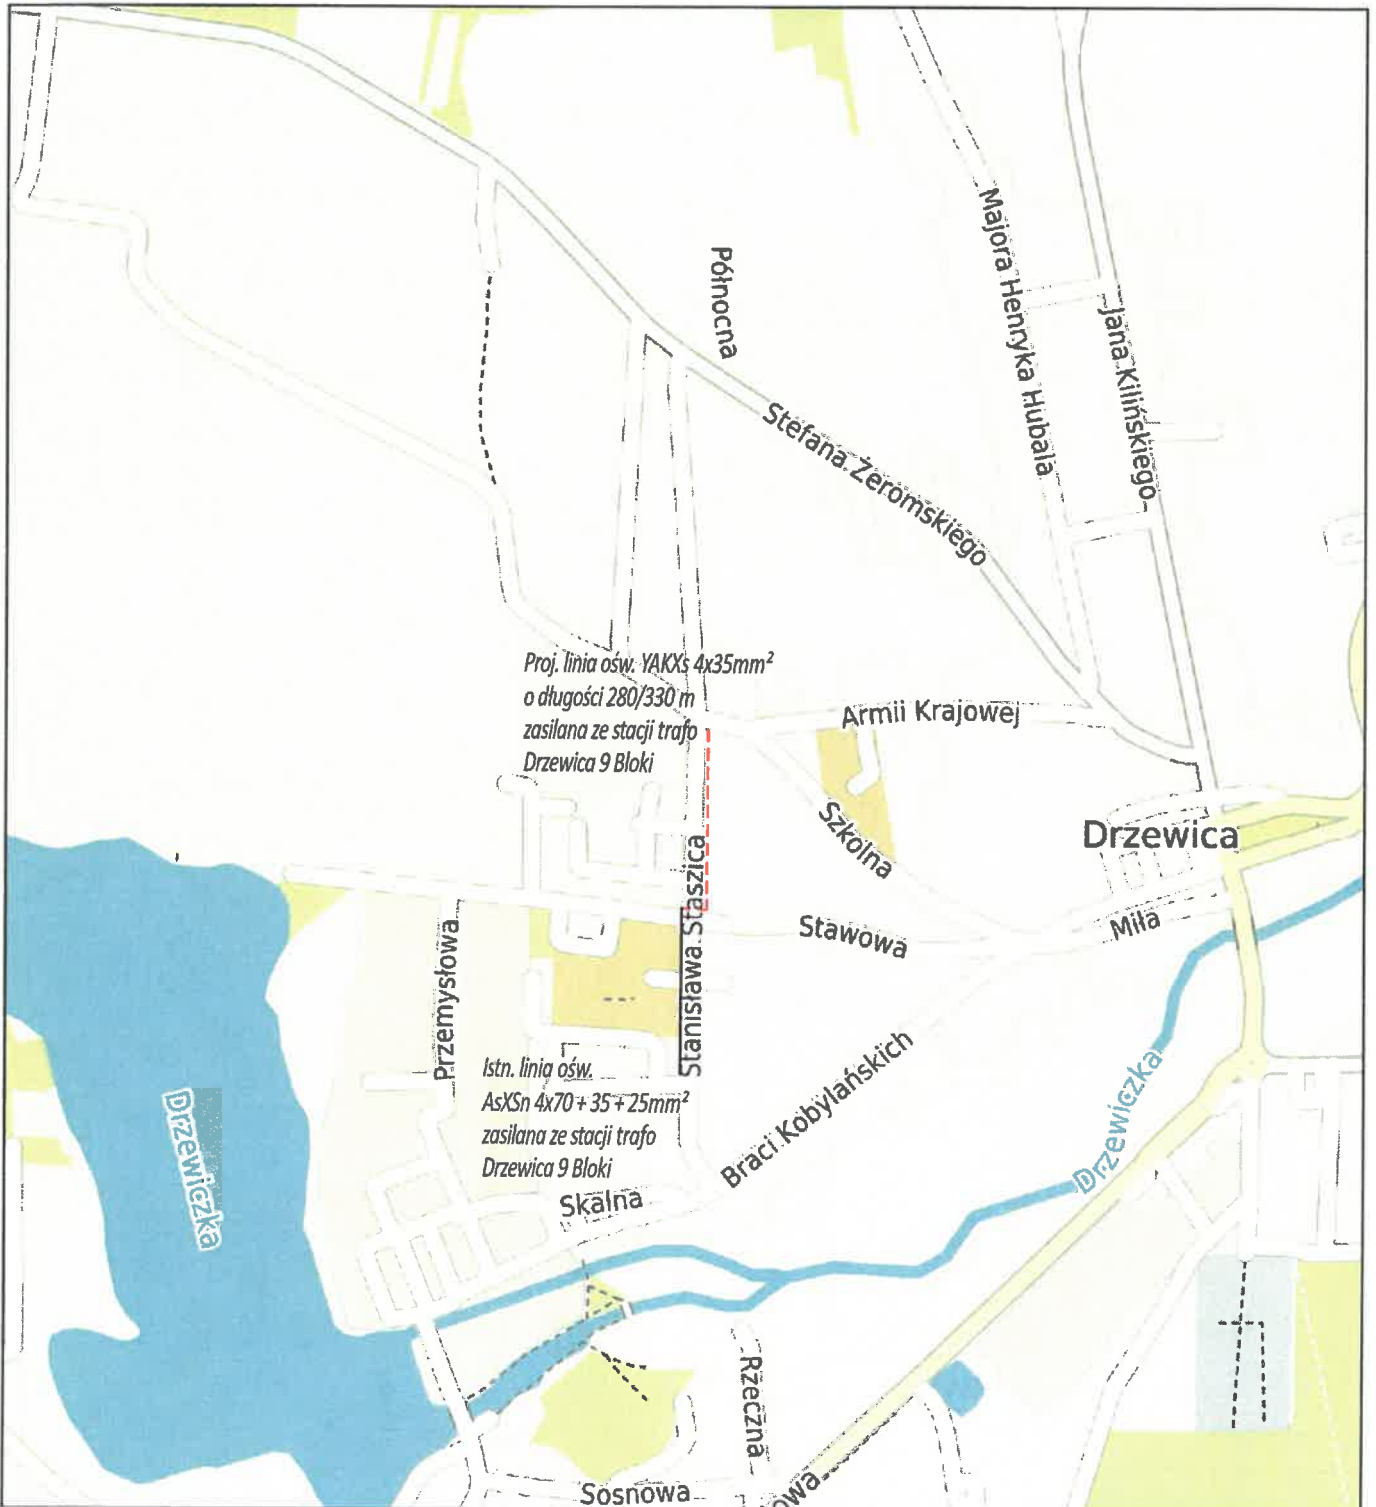 Północna
Majora Henryka Hubala
Jana Kilińskiego
Stefana Żeromskiego
Proj. linia ośw. YAKXs 4x35mm²
o długości 280/330 m
zasilana ze stacji trafo
Drzewica 9 Bloki
Armii Krajowej
Szkolna
Drzewica
Stanisława Staszica
Stawowa
Miła
Przemysłowa
Istn. linia ośw.
AsXSn 4x70+35+25mm²
zasilana ze stacji trafo
Drzewica 9 Bloki
Braci Kobylańskich
Drzewiczka
Drzewiczka
Skalna
Rzeczna
Sosnowa
owa